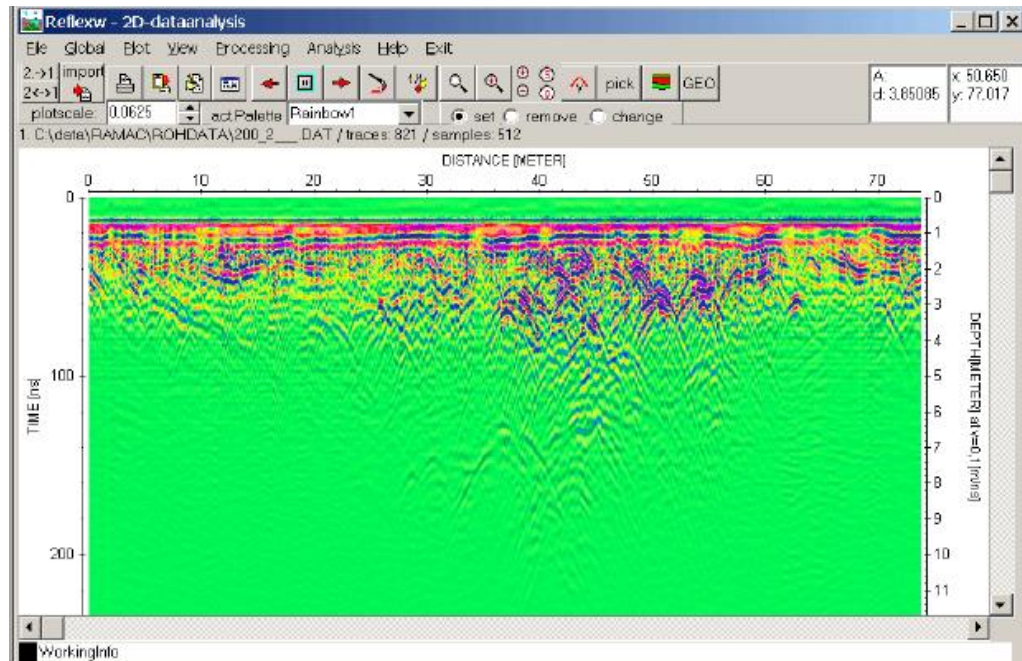 Reflexw - 2D-dataanalysis
File Global Plot View Processing Analysis Help Exit
2.->1 import pick GEO
2<->1
A: x: 50.650
d: 3.85085 y: 77.017
plotscale: 0.0625 act.Palette Rainbow1 set remove change
1. C:\data\RAMAC\ROHDATA\200_2___.DAT / traces: 821 / samples: 512
DISTANCE [METER]
0 10 20 30 40 50 60 70
0
100
200
TIME [ns]
0
1
2
3
4
5
6
7
8
9
10
11
DEPTH[METER] at v=0,1 [m/ns]
WorkingInfo